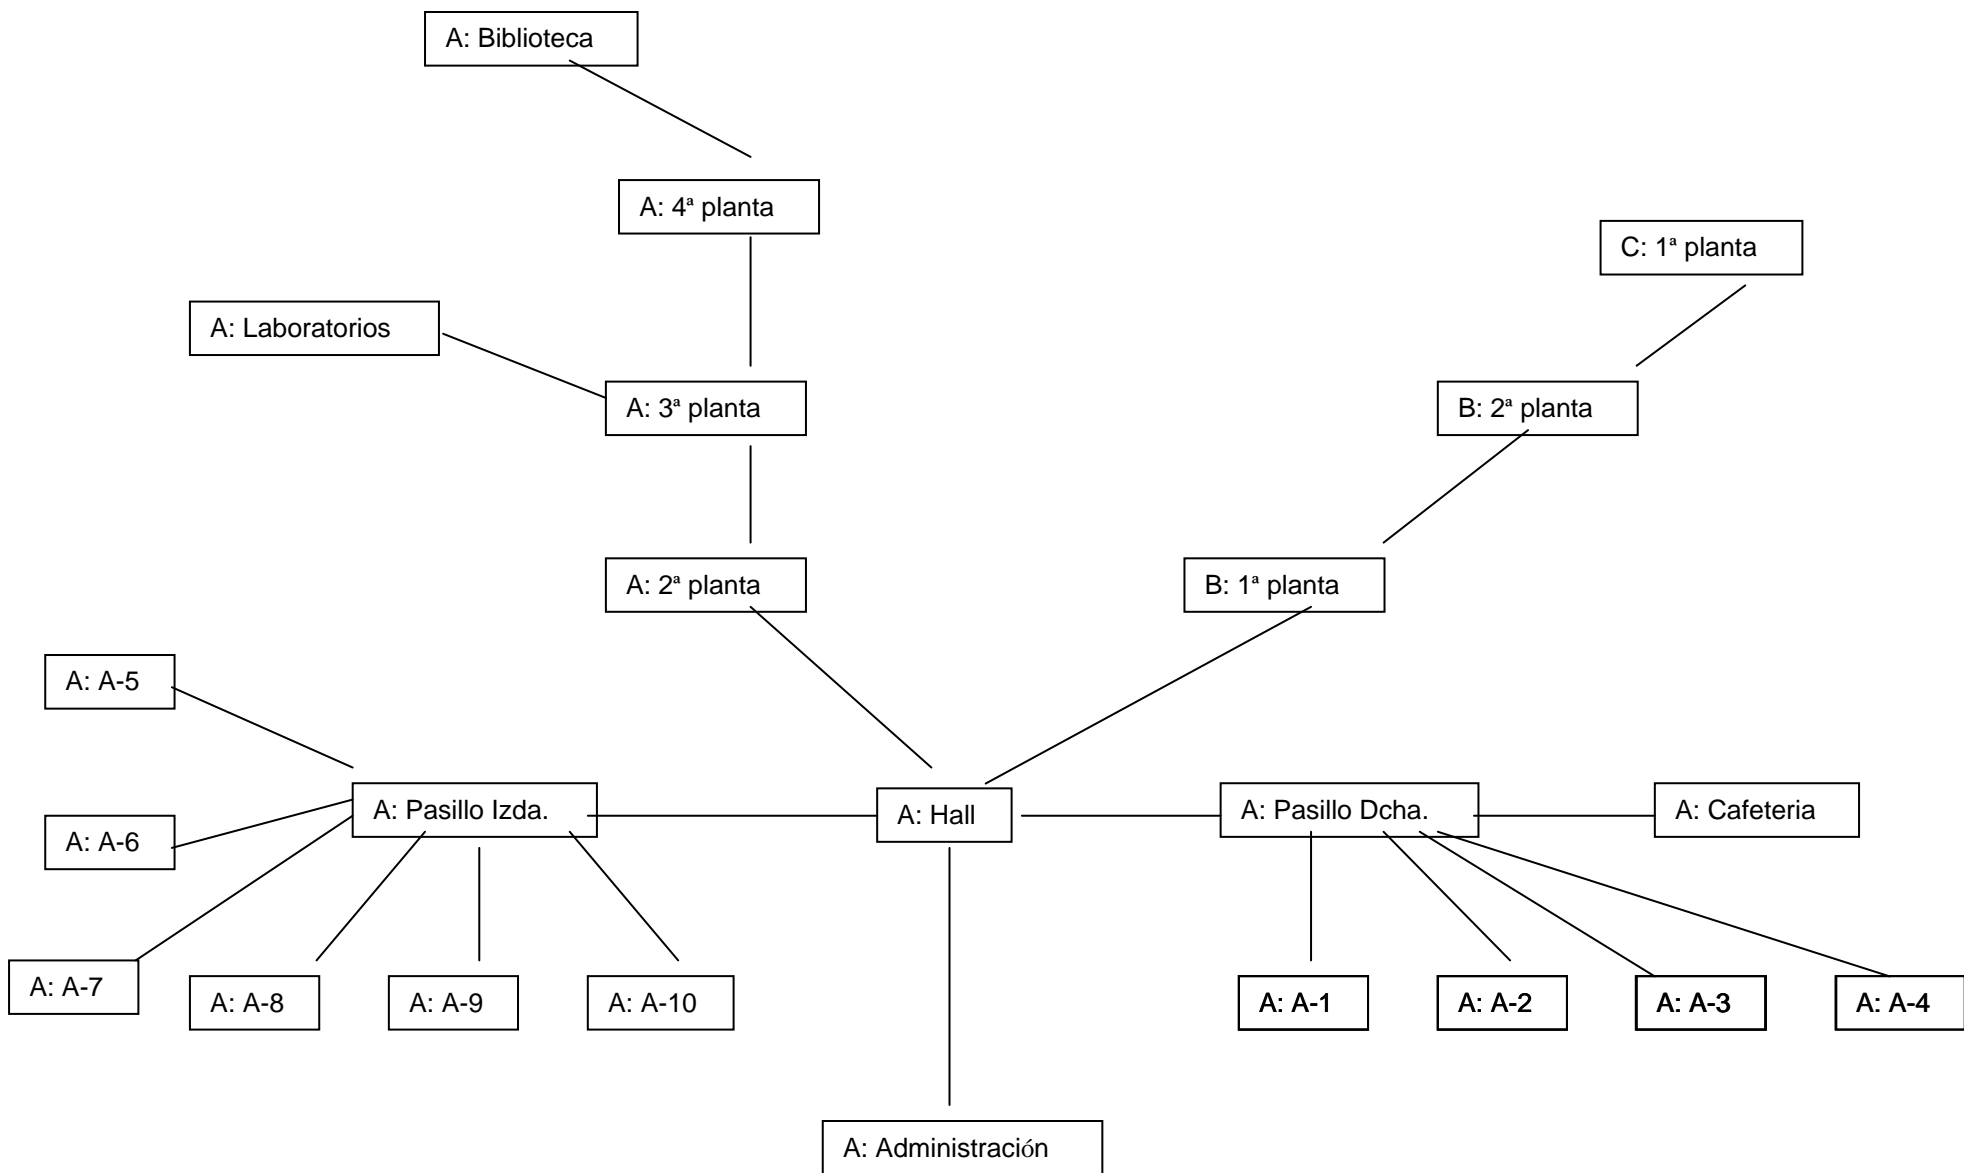 A: Biblioteca
A: 4ª planta
C: 1ª planta
A: Laboratorios
A: 3ª planta
B: 2ª planta
A: 2ª planta
B: 1ª planta
A: A-5
A: Pasillo Izda.
A: Hall
A: Pasillo Dcha.
A: Cafeteria
A: A-6
A: A-7
A: A-8
A: A-9
A: A-10
A: A-1
A: A-2
A: A-3
A: A-4
A: Administración